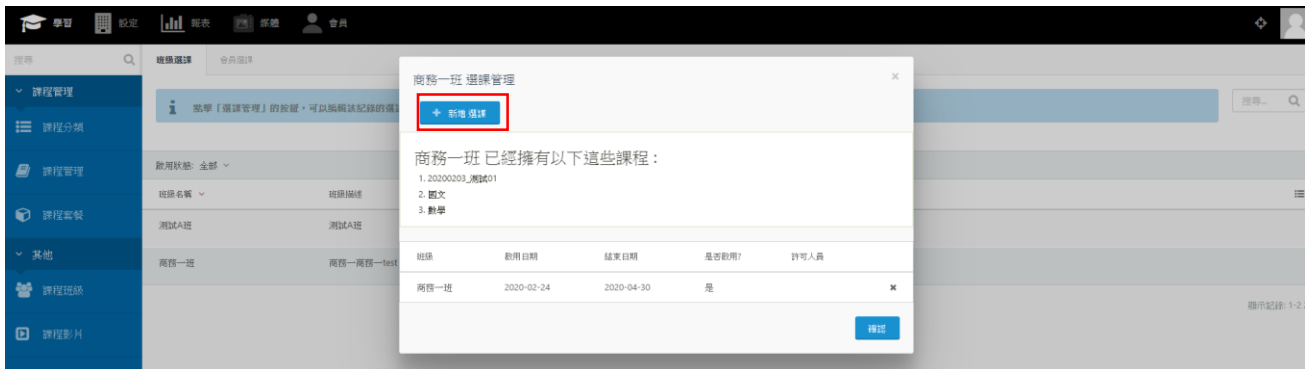 學習 設定 報表 媒體 會員
搜尋
班級選課 會員選課
課程管理
課程分類
課程管理
課程套餐
其他
課程班級
課程影片
點擊「選課管理」的按鈕，可以編輯該紀錄的選
搜尋...
啟用狀態: 全部
班級名稱 班級描述
測試A班 測試A班
商務一班 商務一商務一test
顯示記錄: 1-2
商務一班 選課管理 ×
+ 新增 選課
商務一班 已經擁有以下這些課程：
1. 20200203_測試01
2. 國文
3. 數學
班級 啟用日期 結束日期 是否啟用? 許可人員
商務一班 2020-02-24 2020-04-30 是
確認